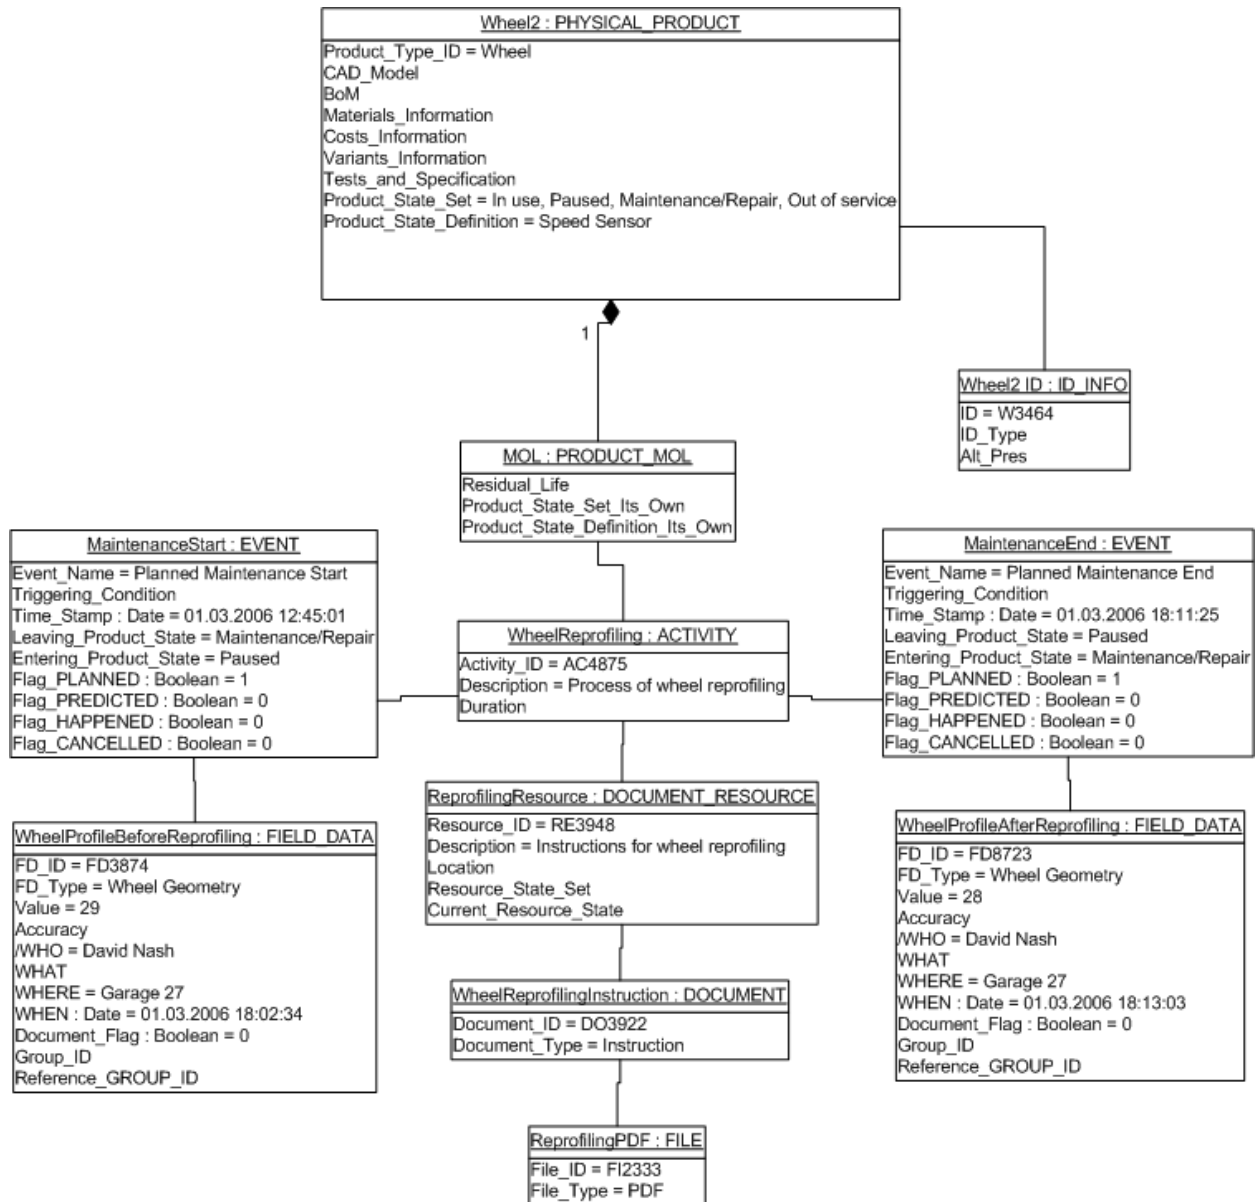 Wheel2 : PHYSICAL_PRODUCT
Product_Type_ID = Wheel
CAD_Model
BoM
Materials_Information
Costs_Information
Variants_Information
Tests_and_Specification
Product_State_Set = In use, Paused, Maintenance/Repair, Out of service
Product_State_Definition = Speed Sensor
1
Wheel2 ID : ID_INFO
ID = W3464
ID_Type
Alt_Pres
MOL : PRODUCT_MOL
Residual_Life
Product_State_Set_Its_Own
Product_State_Definition_Its_Own
MaintenanceStart : EVENT
Event_Name = Planned Maintenance Start
Triggering_Condition
Time_Stamp : Date = 01.03.2006 12:45:01
Leaving_Product_State = Maintenance/Repair
Entering_Product_State = Paused
Flag_PLANNED : Boolean = 1
Flag_PREDICTED : Boolean = 0
Flag_HAPPENED : Boolean = 0
Flag_CANCELLED : Boolean = 0
WheelReprofiling : ACTIVITY
Activity_ID = AC4875
Description = Process of wheel reprofiling
Duration
MaintenanceEnd : EVENT
Event_Name = Planned Maintenance End
Triggering_Condition
Time_Stamp : Date = 01.03.2006 18:11:25
Leaving_Product_State = Paused
Entering_Product_State = Maintenance/Repair
Flag_PLANNED : Boolean = 1
Flag_PREDICTED : Boolean = 0
Flag_HAPPENED : Boolean = 0
Flag_CANCELLED : Boolean = 0
WheelProfileBeforeReprofiling : FIELD_DATA
FD_ID = FD3874
FD_Type = Wheel Geometry
Value = 29
Accuracy
/WHO = David Nash
WHAT
WHERE = Garage 27
WHEN : Date = 01.03.2006 18:02:34
Document_Flag : Boolean = 0
Group_ID
Reference_GROUP_ID
ReprofilingResource : DOCUMENT_RESOURCE
Resource_ID = RE3948
Description = Instructions for wheel reprofiling
Location
Resource_State_Set
Current_Resource_State
WheelProfileAfterReprofiling : FIELD_DATA
FD_ID = FD8723
FD_Type = Wheel Geometry
Value = 28
Accuracy
/WHO = David Nash
WHAT
WHERE = Garage 27
WHEN : Date = 01.03.2006 18:13:03
Document_Flag : Boolean = 0
Group_ID
Reference_GROUP_ID
WheelReprofilingInstruction : DOCUMENT
Document_ID = DO3922
Document_Type = Instruction
ReprofilingPDF : FILE
File_ID = FI2333
File_Type = PDF